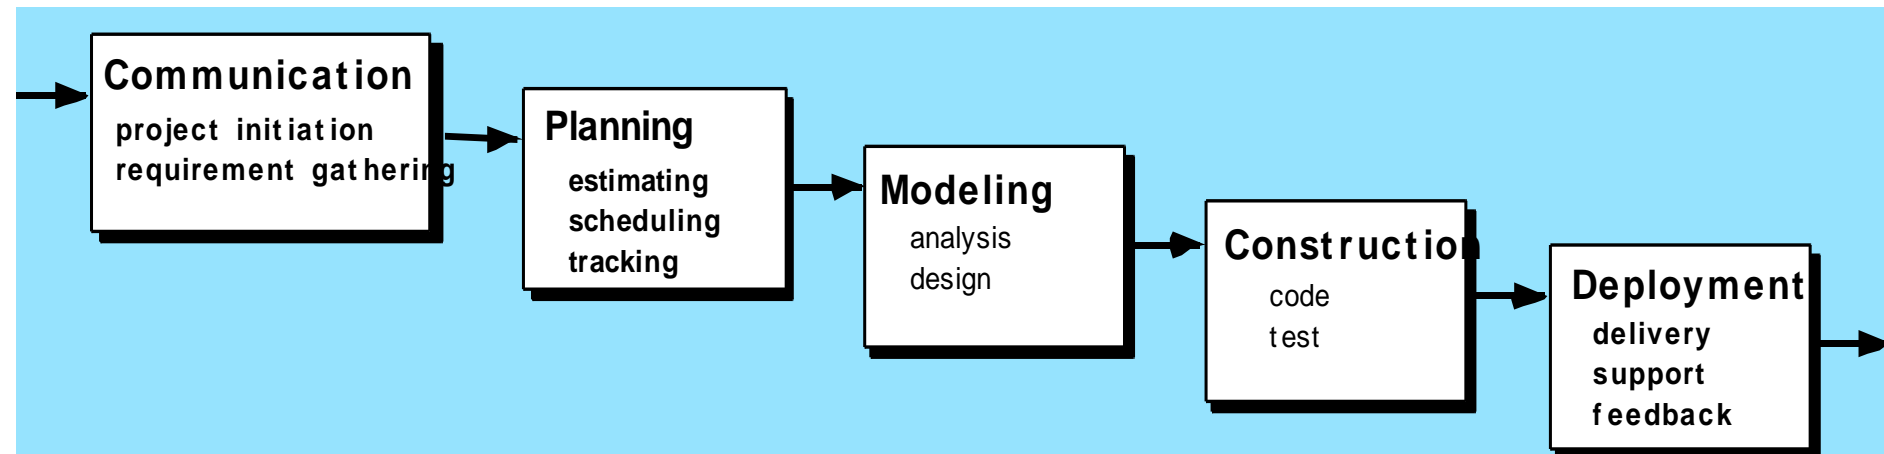 Communication
project initiation
requirement gathering
Planning
estimating
scheduling
tracking
Modeling
analysis
design
Construction
code
test
Deployment
delivery
support
feedback